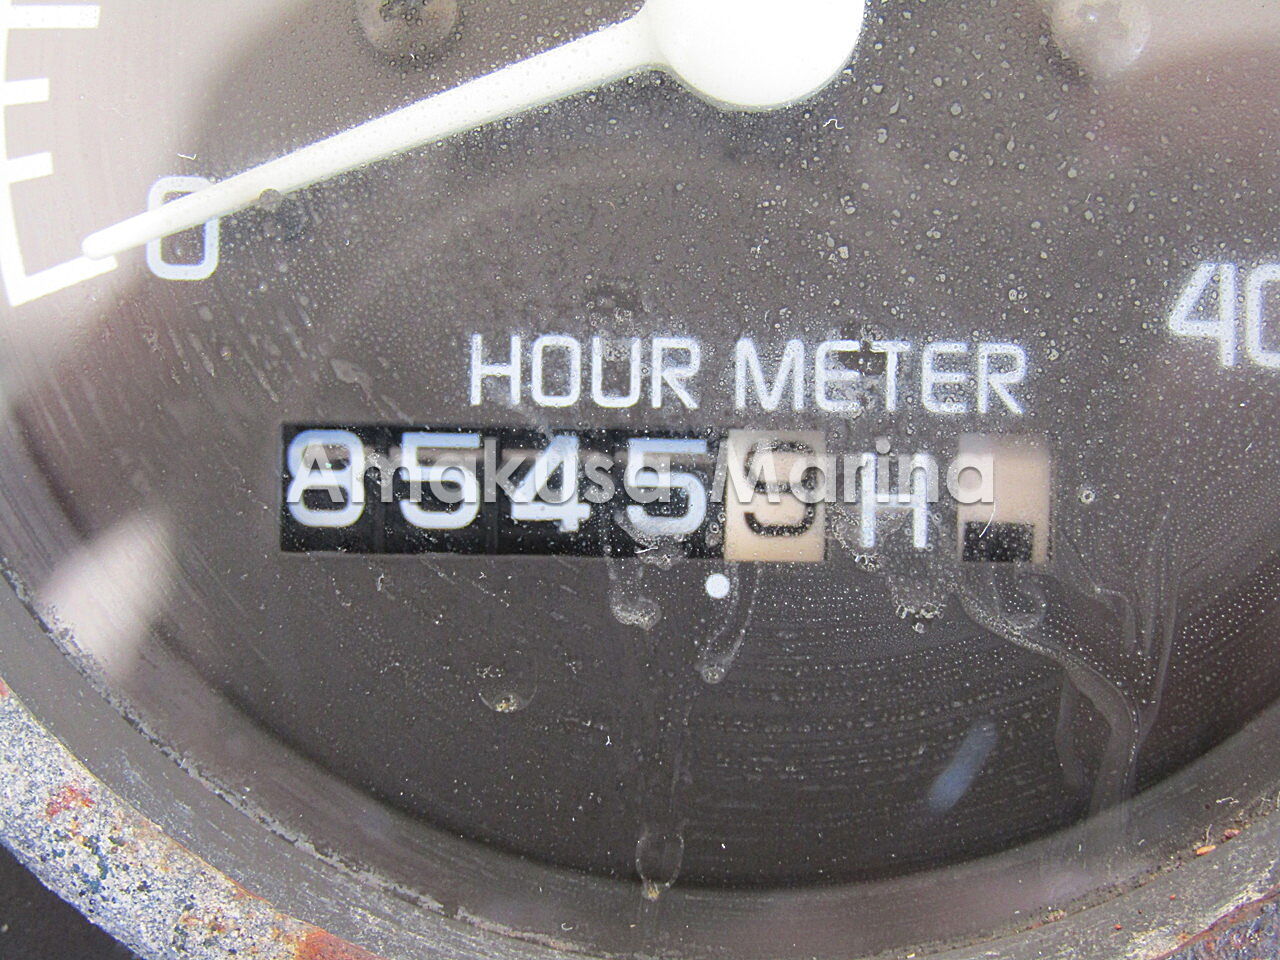 0
40
HOUR METER
85459 H
Amakusa Marina